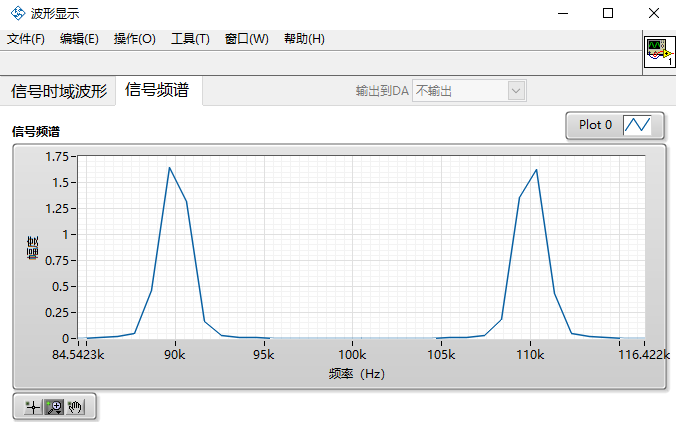 波形显示
文件(F) 编辑(E) 操作(O) 工具(T) 窗口(W) 帮助(H)
1
信号时域波形 信号频谱 输出到DA 不输出
Plot 0
信号频谱
1.75
1.5
1.25
1
0.75
0.5
0.25
0
幅度
84.5423k 90k 95k 100k 105k 110k 116.422k
频率（Hz）